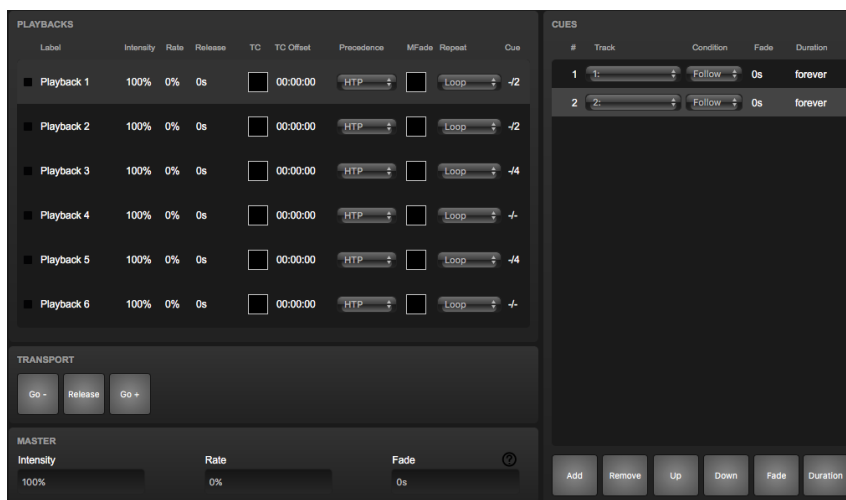 PLAYBACKS
Label Intensity Rate Release TC TC Offset Precedence MFade Repeat Cue
Playback 1 100% 0% 0s 00:00:00 HTP Loop -/2
Playback 2 100% 0% 0s 00:00:00 HTP Loop -/2
Playback 3 100% 0% 0s 00:00:00 HTP Loop -/4
Playback 4 100% 0% 0s 00:00:00 HTP Loop -/-
Playback 5 100% 0% 0s 00:00:00 HTP Loop -/4
Playback 6 100% 0% 0s 00:00:00 HTP Loop -/-
TRANSPORT
Go - Release Go +
MASTER
Intensity Rate Fade ?
100% 0% 0s
CUES
# Track Condition Fade Duration
1 1: Follow 0s forever
2 2: Follow 0s forever
Add Remove Up Down Fade Duration